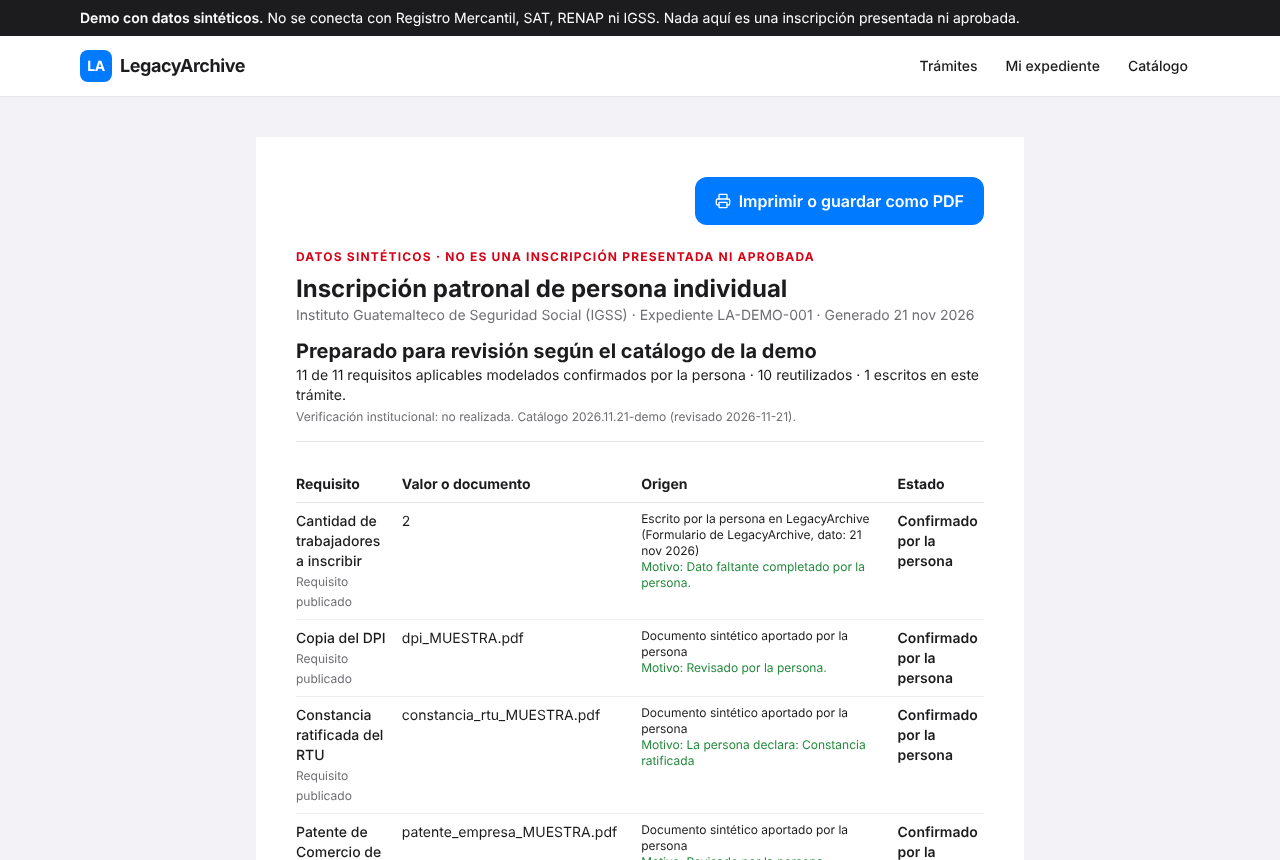 Demo con datos sintéticos. No se conecta con Registro Mercantil, SAT, RENAP ni IGSS. Nada aquí es una inscripción presentada ni aprobada.
LA LegacyArchive
Trámites Mi expediente Catálogo
Imprimir o guardar como PDF
DATOS SINTÉTICOS · NO ES UNA INSCRIPCIÓN PRESENTADA NI APROBADA
Inscripción patronal de persona individual
Instituto Guatemalteco de Seguridad Social (IGSS) · Expediente LA-DEMO-001 · Generado 21 nov 2026
Preparado para revisión según el catálogo de la demo
11 de 11 requisitos aplicables modelados confirmados por la persona · 10 reutilizados · 1 escritos en este
trámite.
Verificación institucional: no realizada. Catálogo 2026.11.21-demo (revisado 2026-11-21).
Requisito Valor o documento Origen Estado
Cantidad de
trabajadores
a inscribir
Requisito
publicado
2
Escrito por la persona en LegacyArchive
(Formulario de LegacyArchive, dato: 21
nov 2026)
Motivo: Dato faltante completado por la
persona.
Confirmado
por la
persona
Copia del DPI
Requisito
publicado
dpi_MUESTRA.pdf
Documento sintético aportado por la
persona
Motivo: Revisado por la persona.
Confirmado
por la
persona
Constancia
ratificada del
RTU
Requisito
publicado
constancia_rtu_MUESTRA.pdf
Documento sintético aportado por la
persona
Motivo: La persona declara: Constancia
ratificada
Confirmado
por la
persona
Patente de
Comercio de
patente_empresa_MUESTRA.pdf
Documento sintético aportado por la
persona
Confirmado
por la